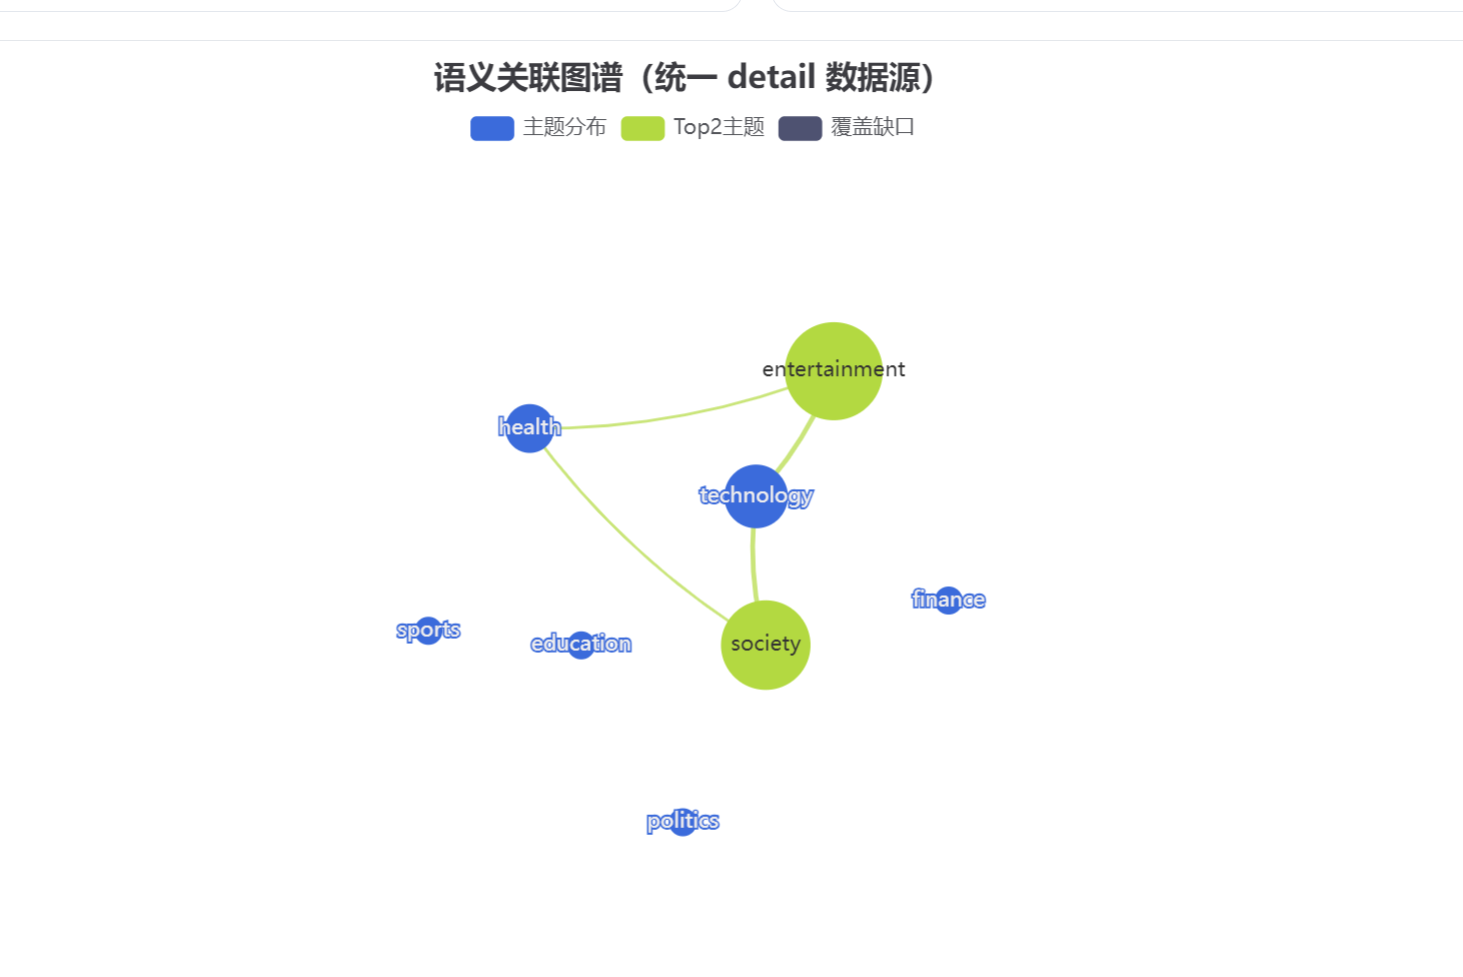 语义关联图谱（统一 detail 数据源）
主题分布 Top2主题 覆盖缺口
entertainment
health
technology
finance
sports
education
society
politics